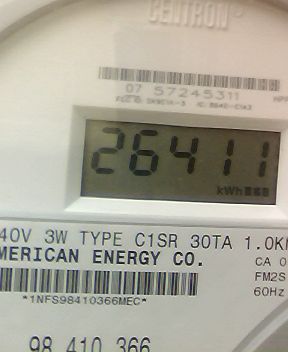 CENTRON
07 57245311
26411
kWh
40V 3W TYPE C1SR 30TA 1.0K
MERICAN ENERGY CO.
CA 0
FM2S
60Hz
*1NFS98410366MEC*
98 410 366